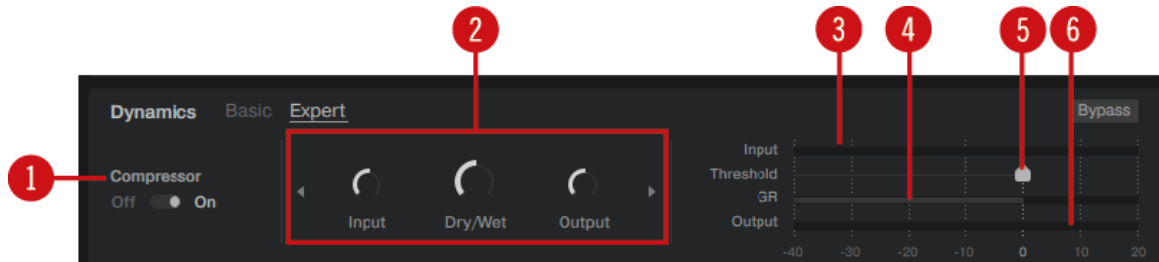 2 3 4 5 6
Dynamics Basic Expert Bypass
Input
1 Compressor Threshold
Off On GR
Input Dry/Wet Output Output
-40 -30 -20 -10 0 10 20